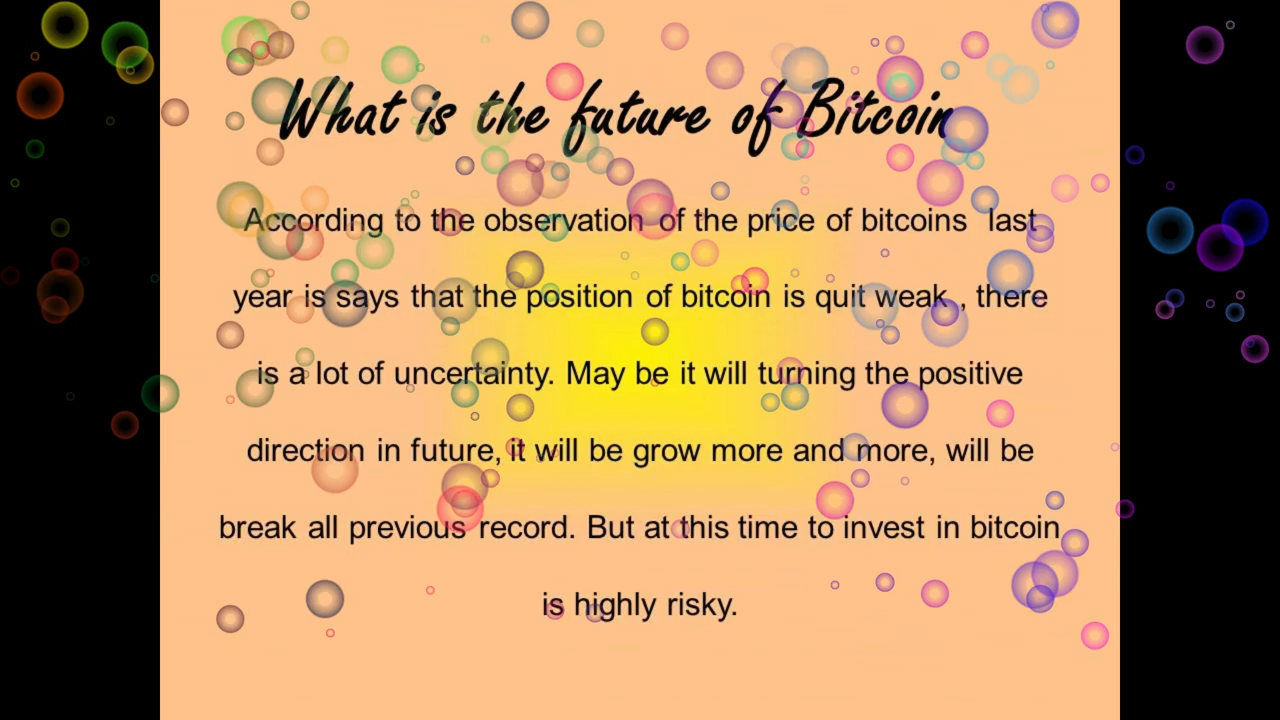 What is the future of Bitcoin
According to the observation of the price of bitcoins last
year is says that the position of bitcoin is quit weak , there
is a lot of uncertainty. May be it will turning the positive
direction in future, it will be grow more and more, will be
break all previous record. But at this time to invest in bitcoin
is highly risky.